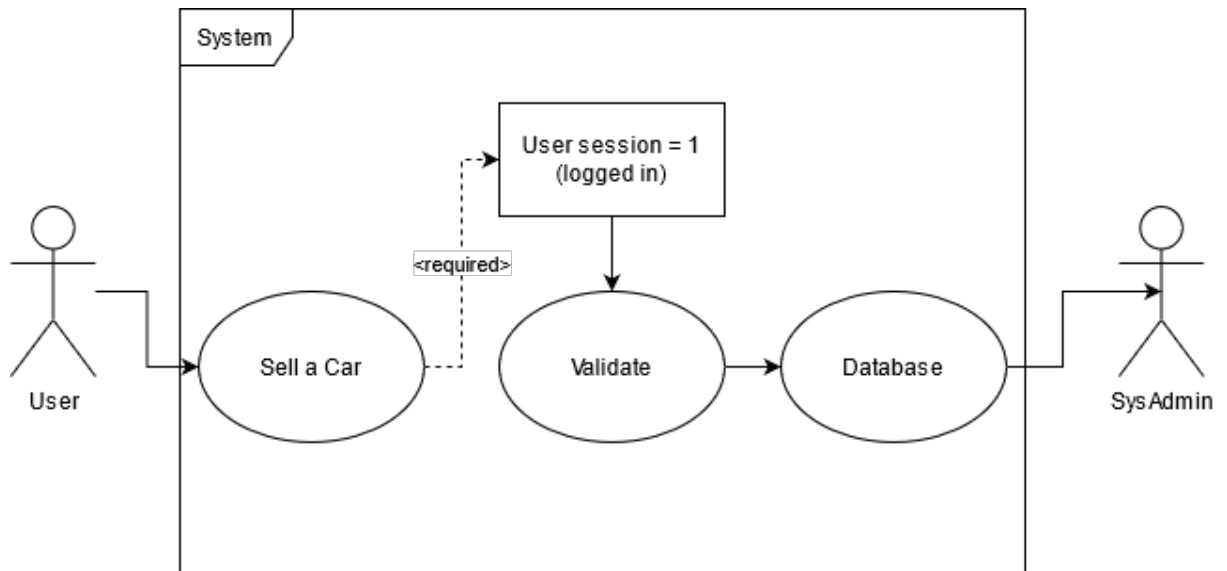 System
User session = 1
(logged in)
<required>
Sell a Car
Validate
Database
User
SysAdmin